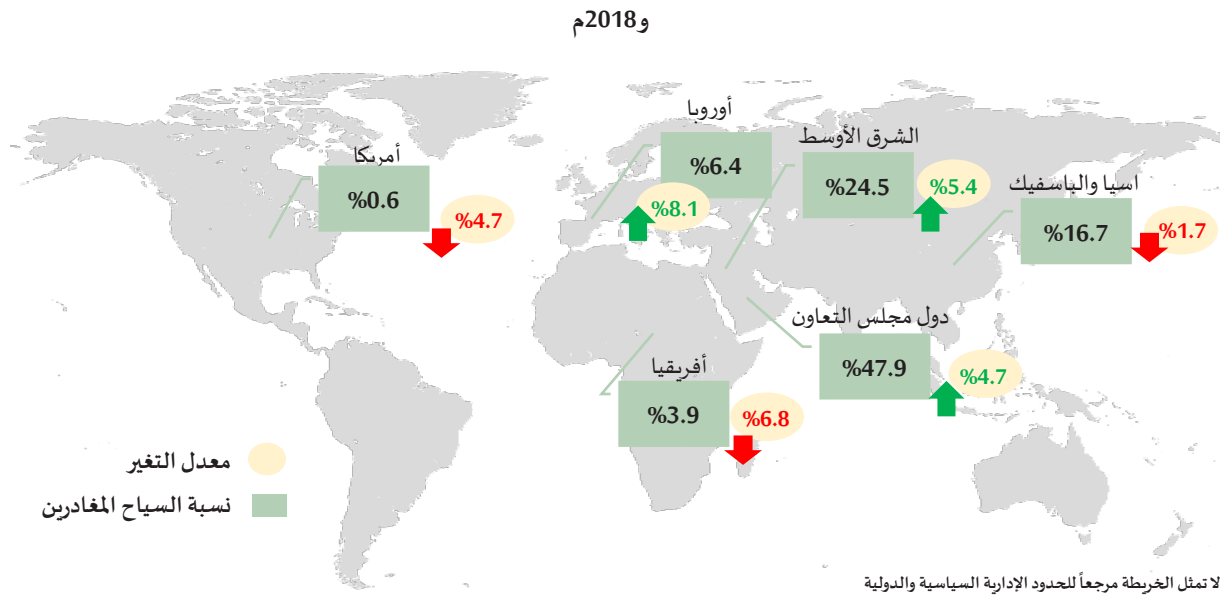 و2018م
أوروبا
%6.4
%8.1
الشرق الأوسط
%24.5
%5.4
أمريكا
%0.6
%4.7
اسيا والباسفيك
%16.7
%1.7
دول مجلس التعاون
%47.9
%4.7
أفريقيا
%3.9
%6.8
معدل التغير
نسبة السياح المغادرين
لا تمثل الخريطة مرجعاً للحدود الإدارية السياسية والدولية